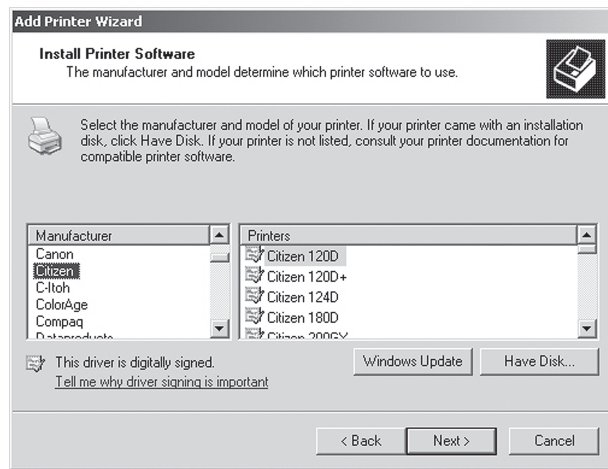 Add Printer Wizard
Install Printer Software
The manufacturer and model determine which printer software to use.
Select the manufacturer and model of your printer. If your printer came with an installation
disk, click Have Disk. If your printer is not listed, consult your printer documentation for
compatible printer software.
Manufacturer
Canon
Citizen
C-Itoh
ColorAge
Compaq
Dataproducts
Printers
Citizen 120D
Citizen 120D+
Citizen 124D
Citizen 180D
Citizen 200GX
This driver is digitally signed.
Tell me why driver signing is important
Windows Update
Have Disk...
< Back
Next >
Cancel